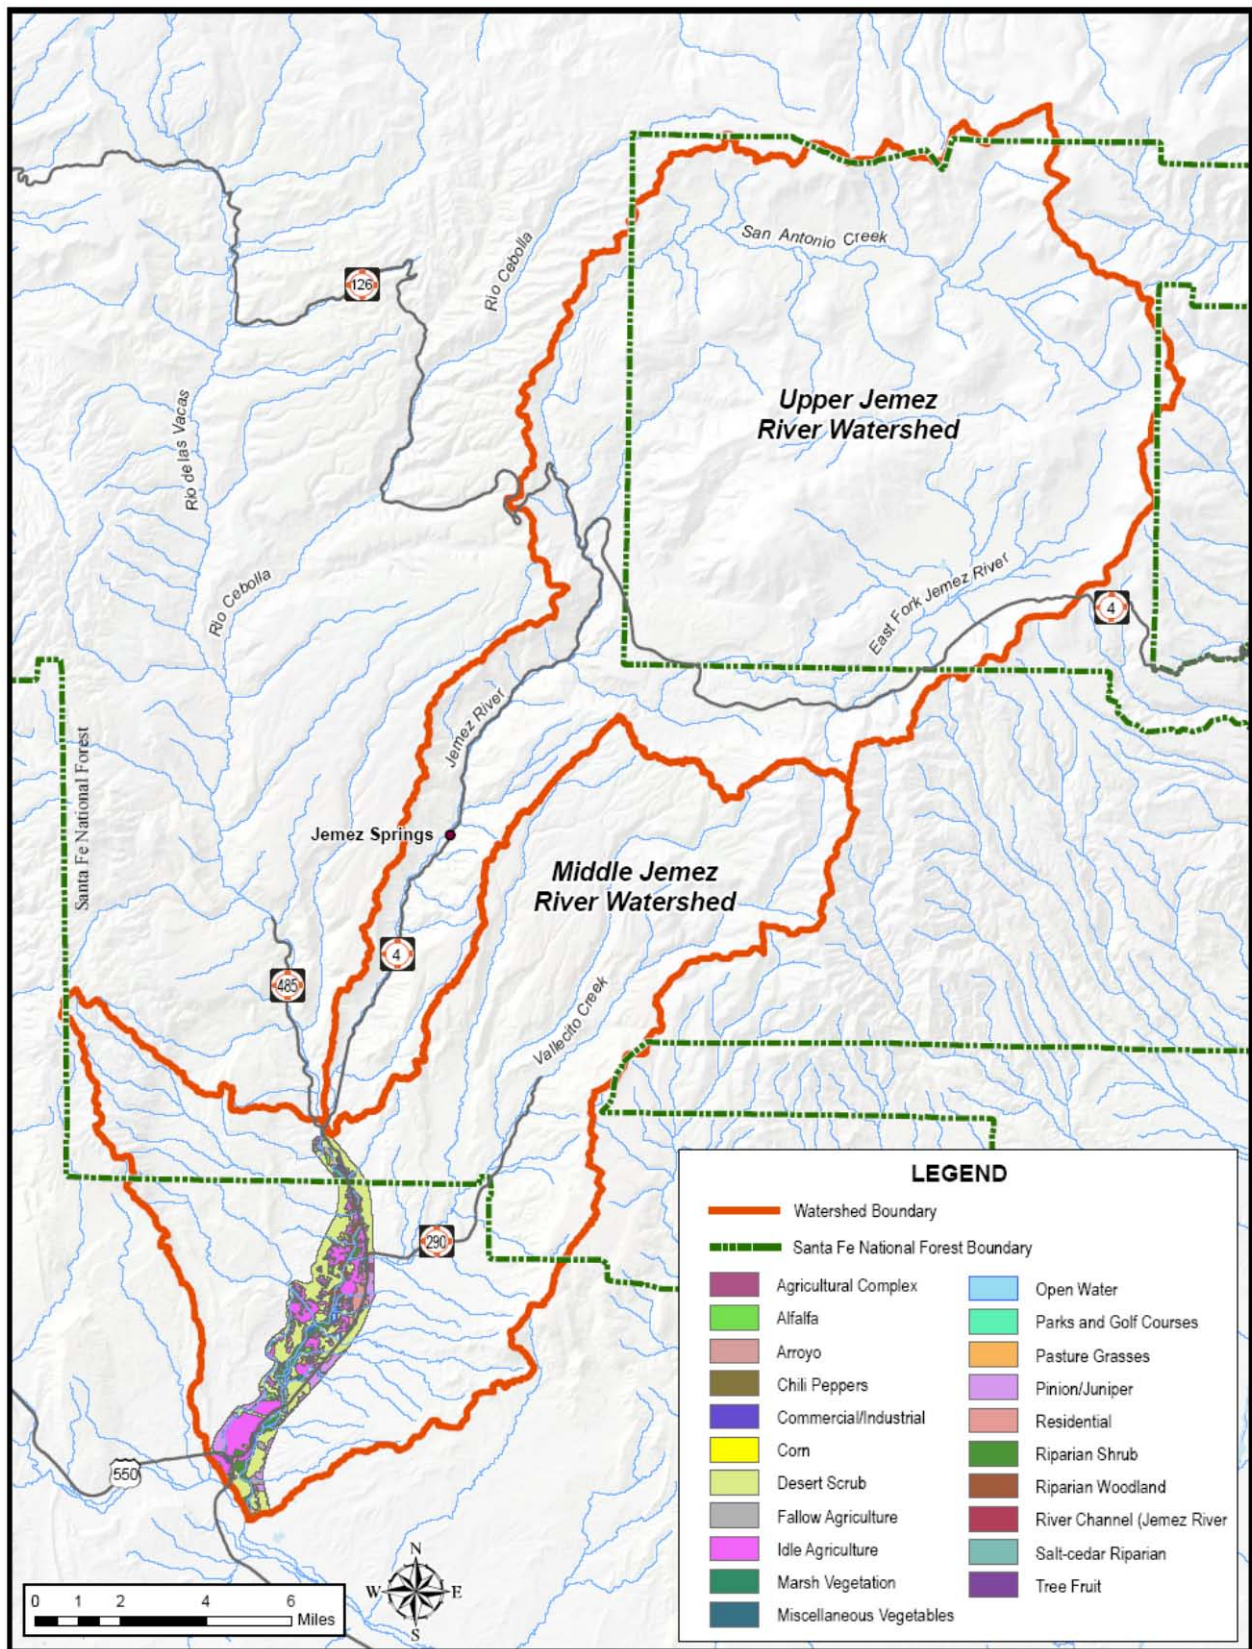 San Antonio Creek
Rio Cebolla
126
Upper Jemez
River Watershed
Rio de las Vacas
East Fork Jemez River
Rio Cebolla
4
Jemez River
Santa Fe National Forest
Jemez Springs
Middle Jemez
River Watershed
4
485
Vallecito Creek
290
550
LEGEND
Watershed Boundary
Santa Fe National Forest Boundary
Agricultural Complex
Alfalfa
Arroyo
Chili Peppers
Commercial/Industrial
Corn
Desert Scrub
Fallow Agriculture
Idle Agriculture
Marsh Vegetation
Miscellaneous Vegetables
Open Water
Parks and Golf Courses
Pasture Grasses
Pinion/Juniper
Residential
Riparian Shrub
Riparian Woodland
River Channel (Jemez River
Salt-cedar Riparian
Tree Fruit
N
W E
S
0 1 2 4 6
Miles